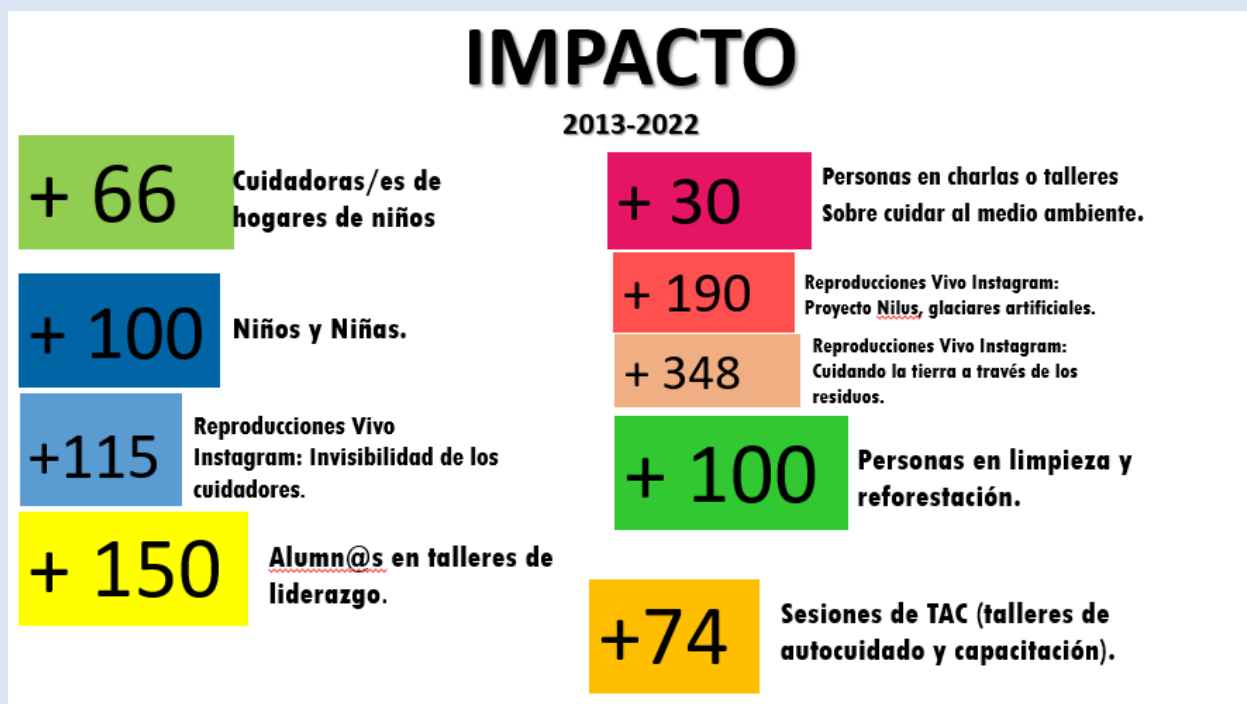 IMPACTO
2013-2022
+ 66
Cuidadoras/es de
hogares de niños
+ 100
Niños y Niñas.
+115
Reproducciones Vivo
Instagram: Invisibilidad de los
cuidadores.
+ 150
Alumn@s en talleres de
liderazgo.
+ 30
Personas en charlas o talleres
Sobre cuidar al medio ambiente.
+ 190
Reproducciones Vivo Instagram:
Proyecto Nilus, glaciares artificiales.
+ 348
Reproducciones Vivo Instagram:
Cuidando la tierra a través de los
residuos.
+ 100
Personas en limpieza y
reforestación.
+74
Sesiones de TAC (talleres de
autocuidado y capacitación).